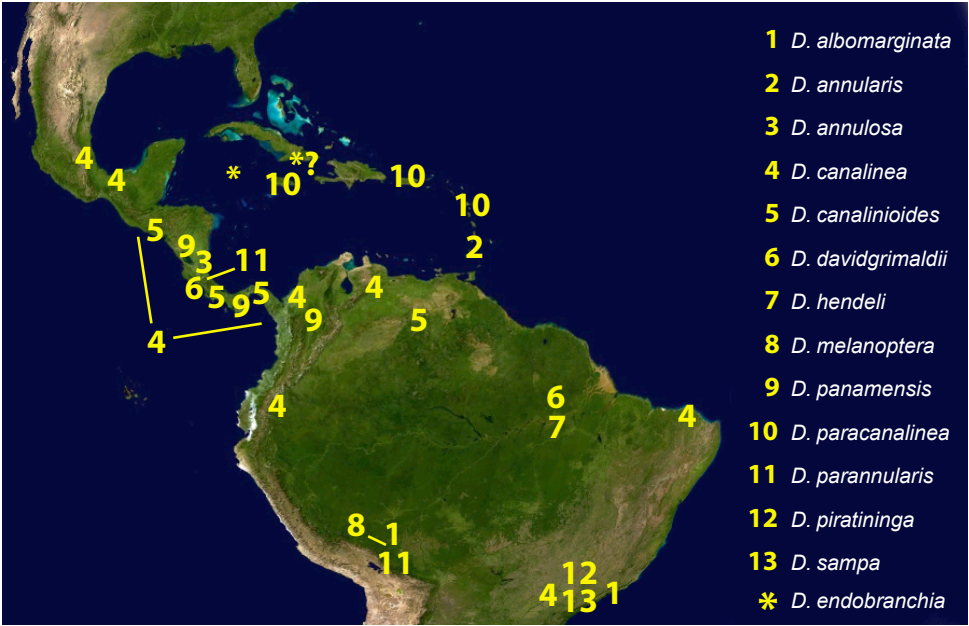 1 D. albomarginata
2 D. annularis
3 D. annulosa
4 D. canalinea
5 D. canalinioides
6 D. davidgrimaldii
7 D. hendeli
8 D. melanoptera
9 D. panamensis
10 D. paracanalinea
11 D. parannularis
12 D. piratininga
13 D. sampa
* D. endobranchia
4
4
*
*?
10
10
10
2
5
9
3
11
6
5
9
5
4
9
4
5
4
4
6
7
4
8
1
11
12
4
13
1